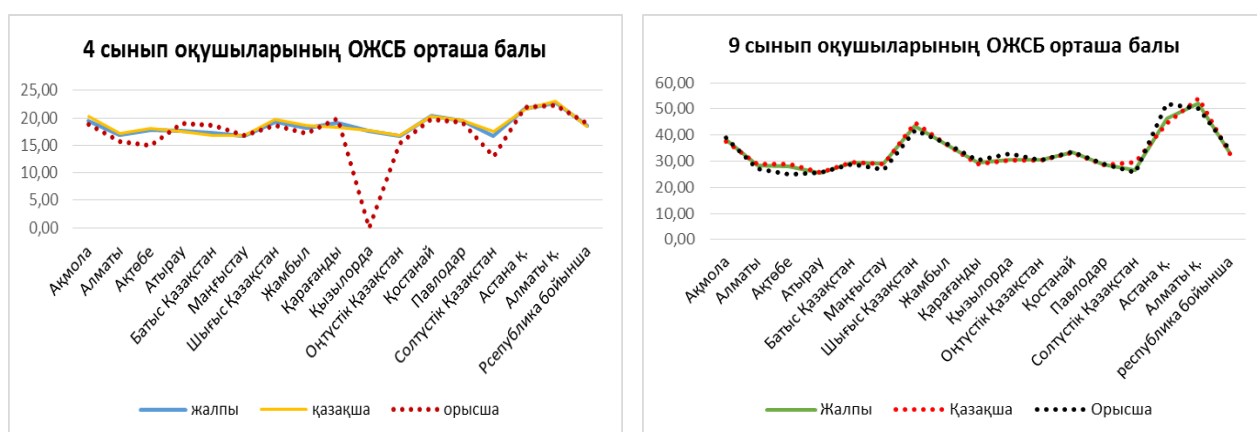 4 сынып оқушыларының ОЖСБ орташа балы
25,00
20,00
15,00
10,00
5,00
0,00
Ақмола
Алматы
Ақтөбе
Атырау
Батыс Қазақстан
Маңғыстау
Шығыс Қазақстан
Жамбыл
Қарағанды
Қызылорда
Оңтүстік Қазақстан
Қостанай
Павлодар
Солтүстік Қазақстан
Астана қ.
Алматы қ.
Рсепублика бойынша
жалпы
қазақша
орысша
9 сынып оқушыларының ОЖСБ орташа балы
60,00
50,00
40,00
30,00
20,00
10,00
0,00
Ақмола
Алматы
Ақтөбе
Атырау
Батыс Қазақстан
Маңғыстау
Шығыс Қазақстан
Жамбыл
Қарағанды
Қызылорда
Оңтүстік Қазақстан
Қостанай
Павлодар
Солтүстік Қазақстан
Астана қ.
Алматы қ.
республика бойынша
Жалпы
Қазақша
Орысша